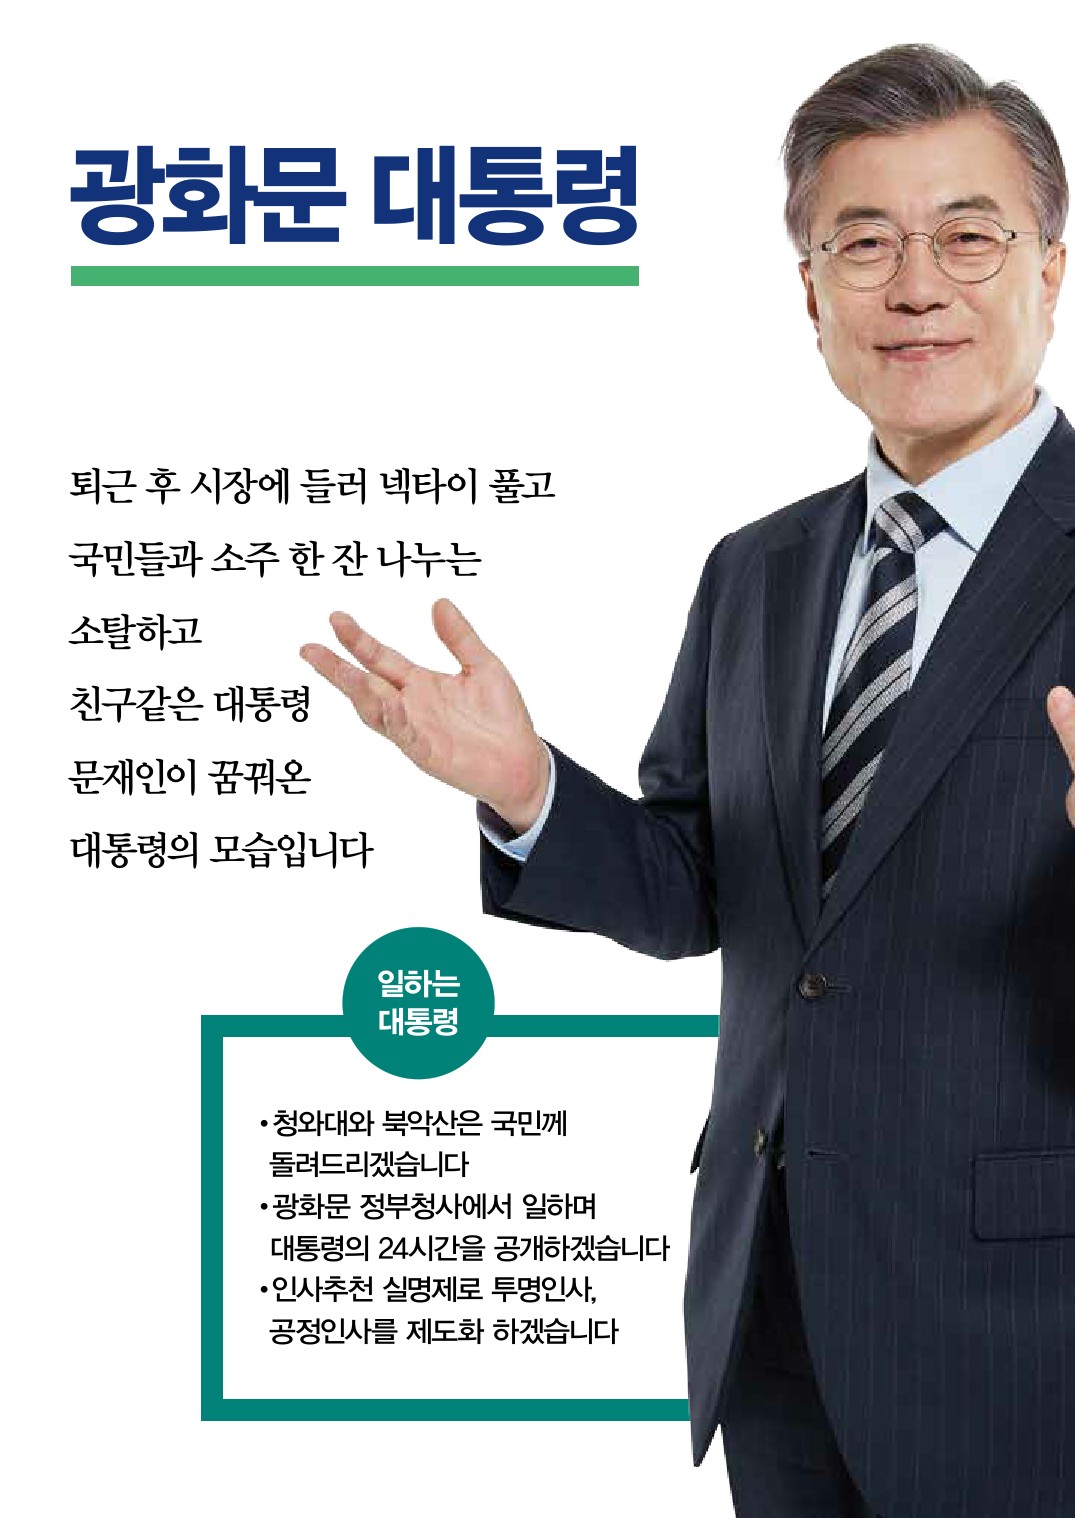 광화문 대통령
퇴근 후 시장에 들러 넥타이 풀고
국민들과 소주 한 잔 나누는
소탈하고
친구같은 대통령
문재인이 꿈꿔온
대통령의 모습입니다
일하는
대통령
•청와대와 북악산은 국민께
돌려드리겠습니다
•광화문 정부청사에서 일하며
대통령의 24시간을 공개하겠습니다
•인사추천 실명제로 투명인사,
공정인사를 제도화 하겠습니다